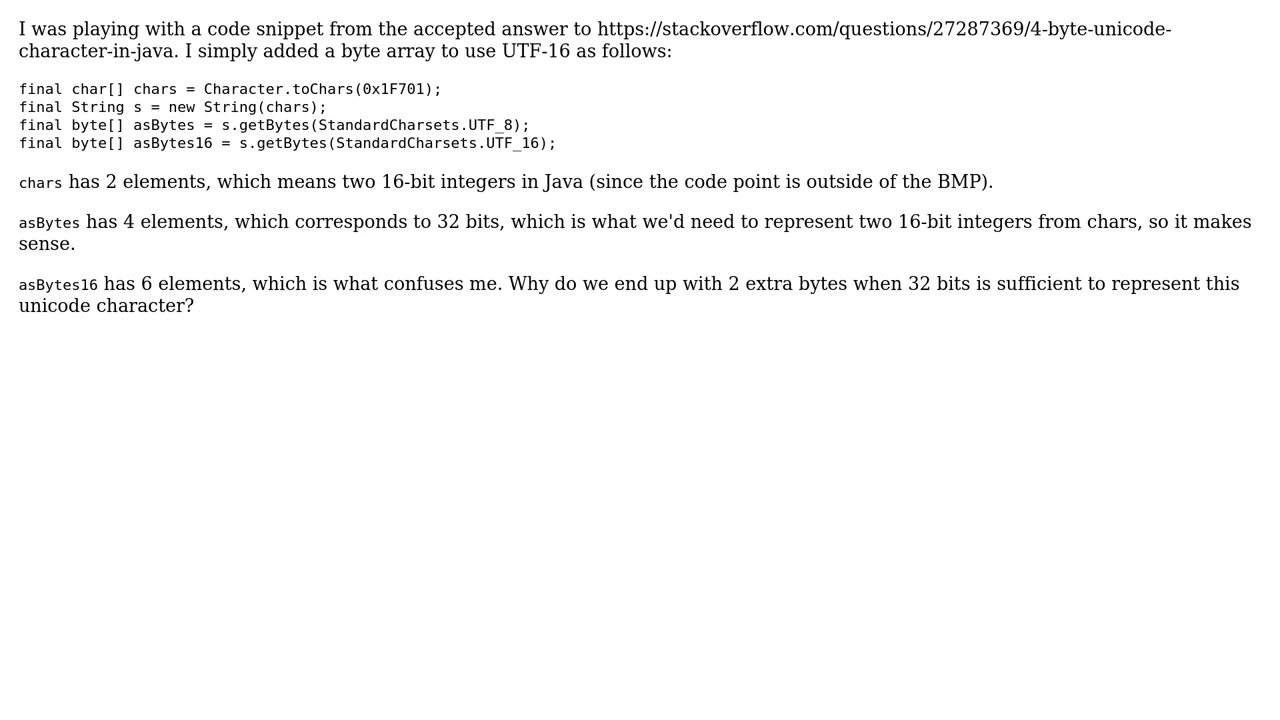 I was playing with a code snippet from the accepted answer to https://stackoverflow.com/questions/27287369/4-byte-unicode-
character-in-java. I simply added a byte array to use UTF-16 as follows:
final char[] chars = Character.toChars(0x1F701);
final String s = new String(chars);
final byte[] asBytes = s.getBytes(StandardCharsets.UTF_8);
final byte[] asBytes16 = s.getBytes(StandardCharsets.UTF_16);
chars has 2 elements, which means two 16-bit integers in Java (since the code point is outside of the BMP).
asBytes has 4 elements, which corresponds to 32 bits, which is what we'd need to represent two 16-bit integers from chars, so it makes
sense.
asBytes16 has 6 elements, which is what confuses me. Why do we end up with 2 extra bytes when 32 bits is sufficient to represent this
unicode character?